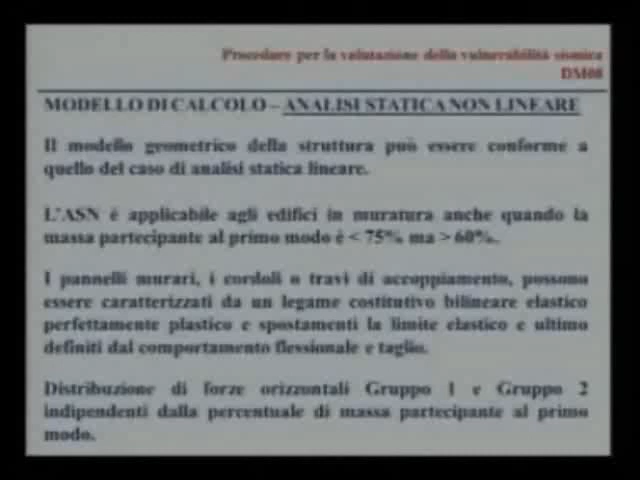 Procedure per la valutazione della vulnerabilità sismica
DM08
MODELLO DI CALCOLO – ANALISI STATICA NON LINEARE
Il modello geometrico della struttura può essere conforme a
quello del caso di analisi statica lineare.
L'ASN è applicabile agli edifici in muratura anche quando la
massa partecipante al primo modo è < 75% ma > 60%.
I pannelli murari, i cordoli o travi di accoppiamento, possono
essere caratterizzati da un legame costitutivo bilineare elastico
perfettamente plastico e spostamenti la limite elastico e ultimo
definiti dal comportamento flessionale e taglio.
Distribuzione di forze orizzontali Gruppo 1 e Gruppo 2
indipendenti dalla percentuale di massa partecipante al primo
modo.